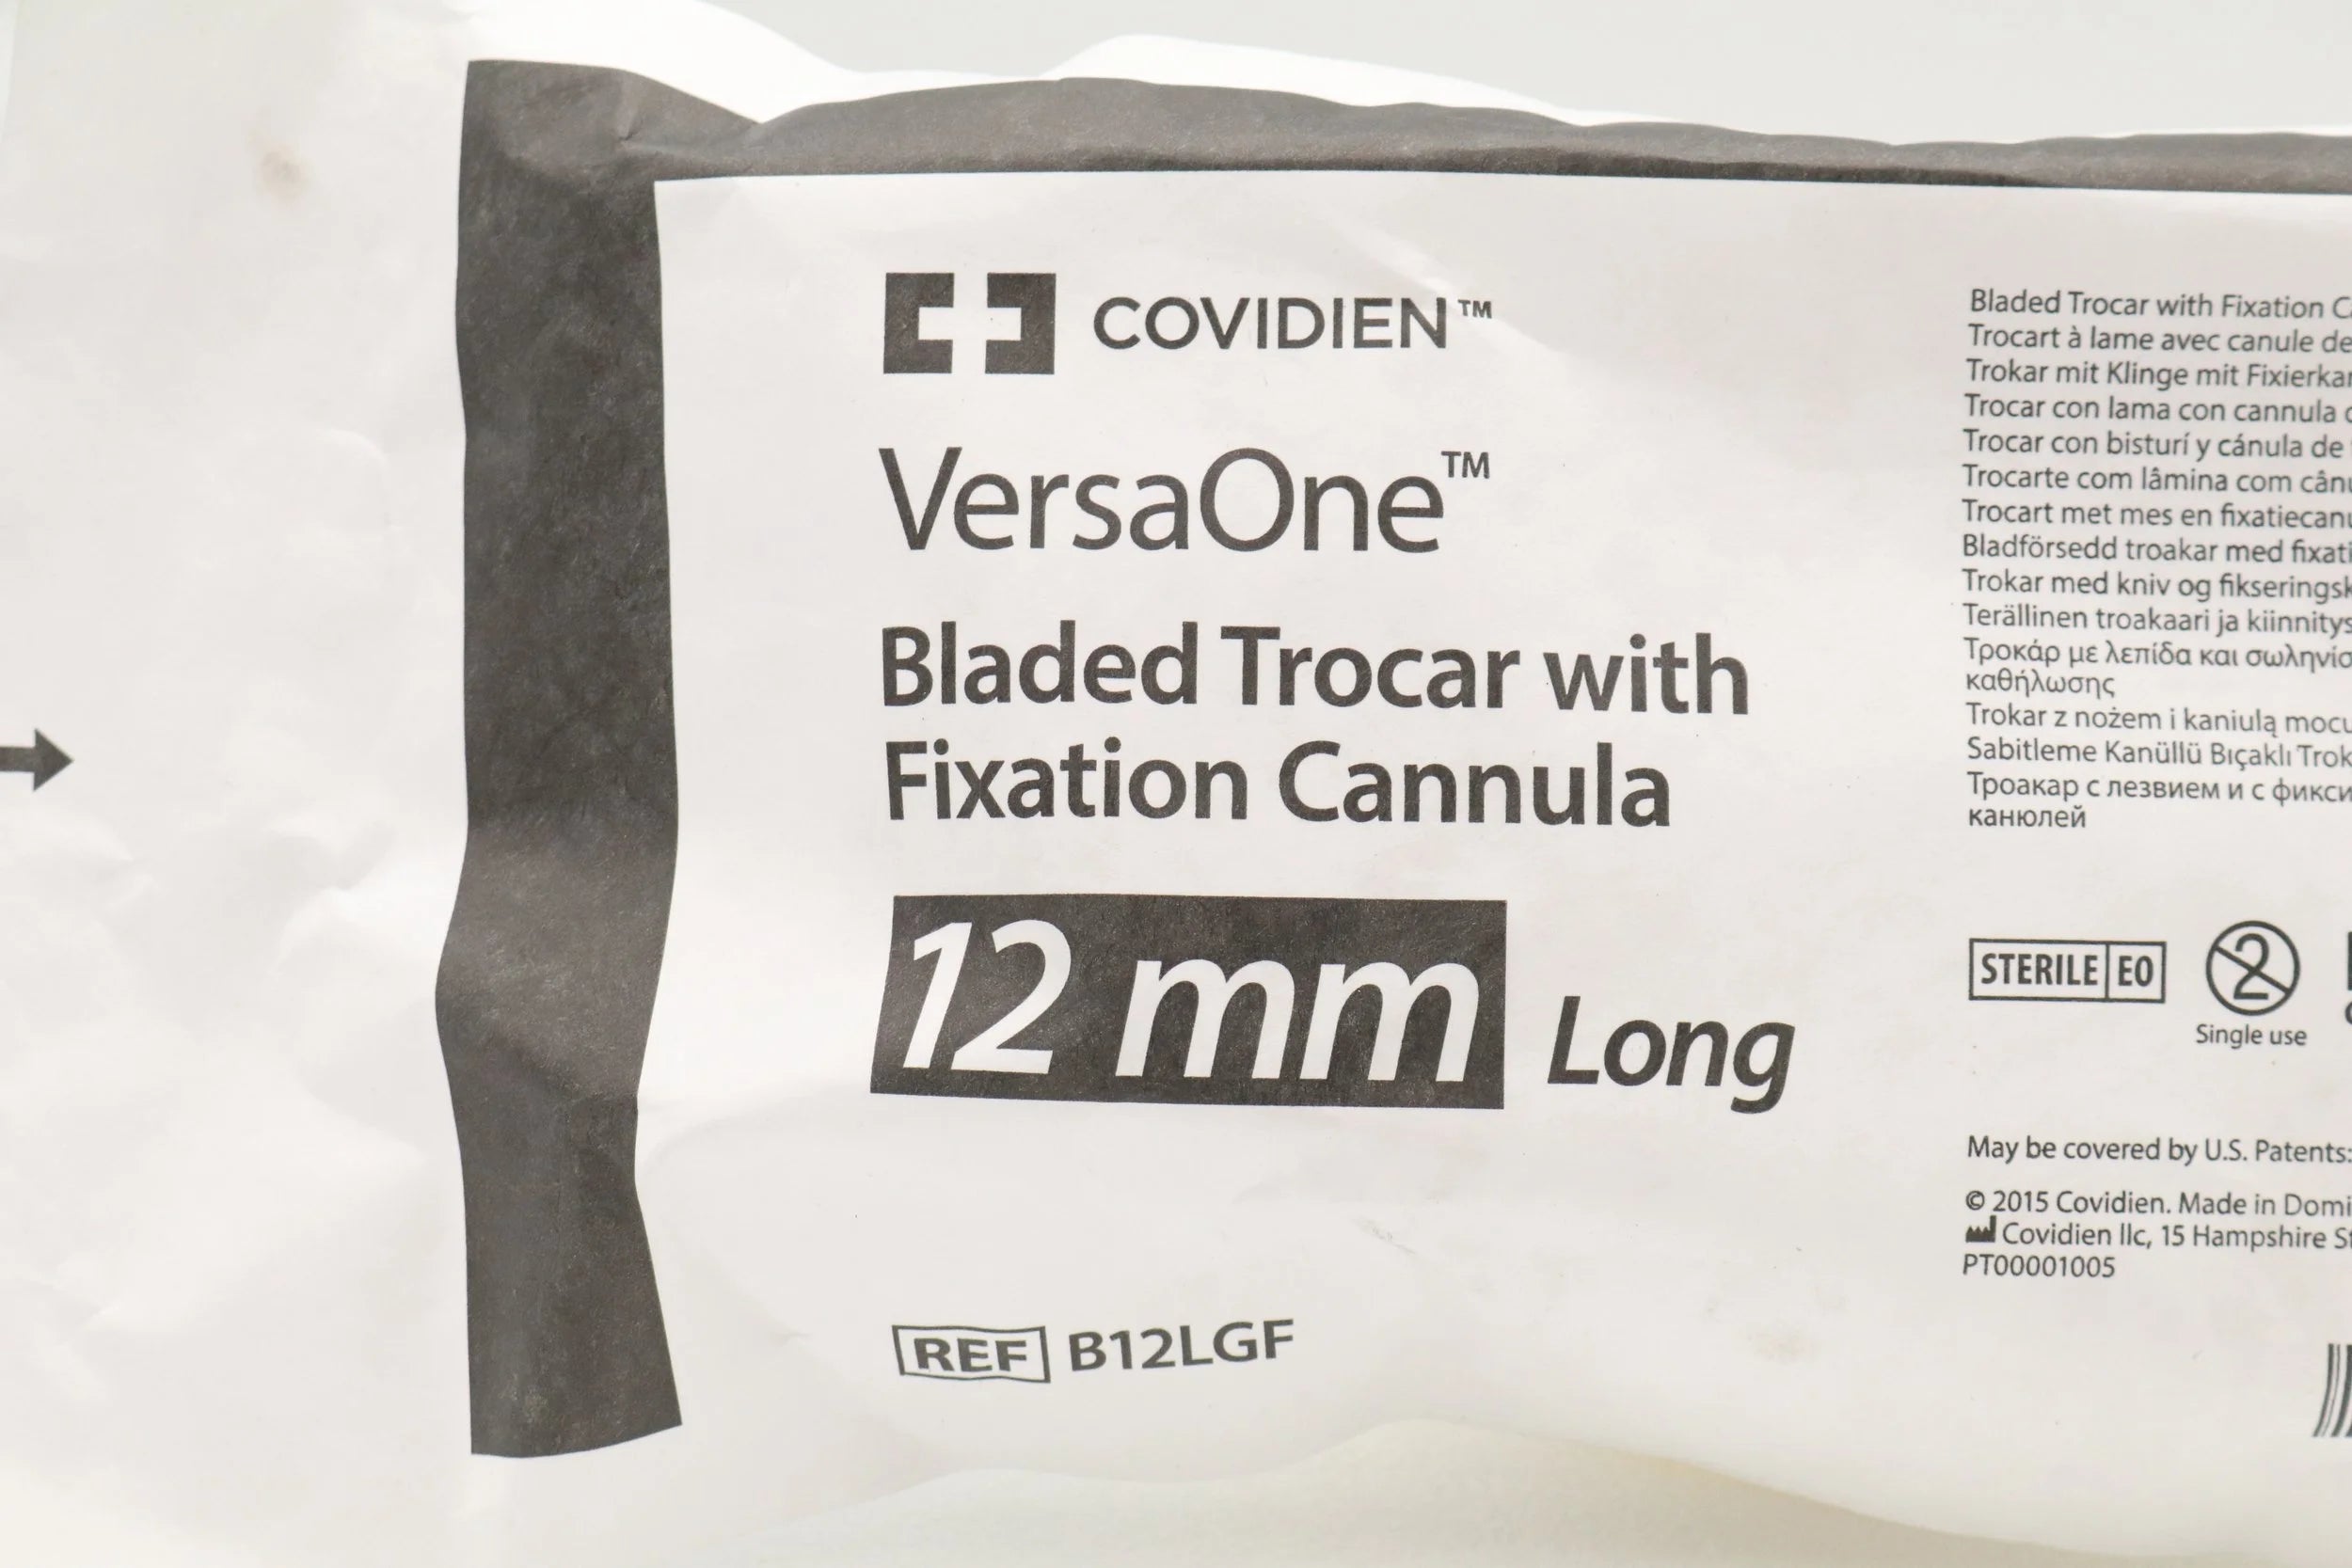 COVIDIEN™
VersaOne™
Bladed Trocar with
Fixation Cannula
12 mm Long
REF B12LGF
Bladed Trocar with Fixation
Trocart à lame avec canule de
Trokar mit Klinge mit
Trocar con lama con cannula
Trocar con bisturí y cánula de
Trocarte com lâmina com
Trocart met mes en
Bladförsedd troakar med
Trokar med kniv og
Terällinen troakaari ja
Τροκάρ με λεπίδα και
καθήλωσης
Trokar z nożem i kaniulą
Sabitleme Kanüllü Bıçaklı
Троакар с лезвием и с
канюлей
STERILE EO
2
Single use
May be covered by U.S. Patents:
© 2015 Covidien. Made in
Covidien llc, 15 Hampshire
PT00001005